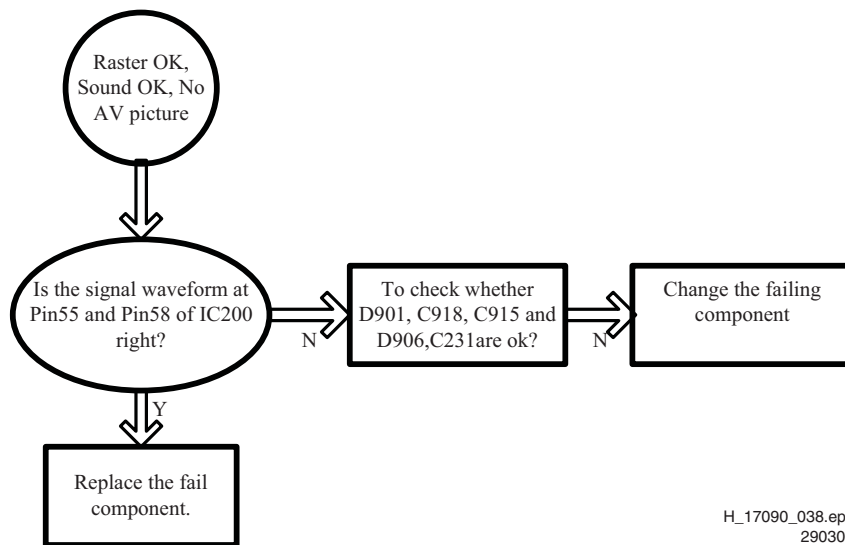 Raster OK,
Sound OK, No
AV picture
Is the signal waveform at
Pin55 and Pin58 of IC200
right?
N
To check whether
D901, C918, C915 and
D906,C231are ok?
N
Change the failing
component
Y
Replace the fail
component.
H_17090_038.ep
29030